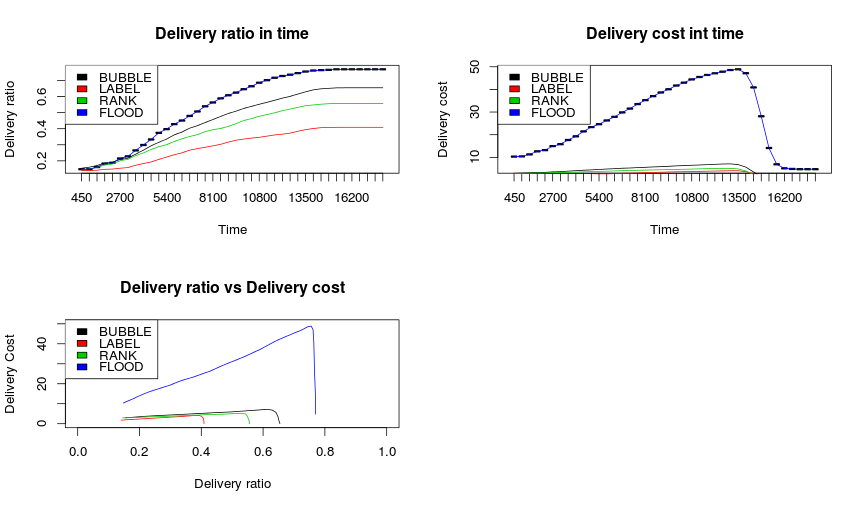 Delivery ratio in time
Delivery ratio
0.2 0.4 0.6
BUBBLE
LABEL
RANK
FLOOD
450 2700 5400 8100 10800 13500 16200
Time
Delivery cost int time
Delivery cost
10 30 50
BUBBLE
LABEL
RANK
FLOOD
450 2700 5400 8100 10800 13500 16200
Time
Delivery ratio vs Delivery cost
Delivery Cost
0 20 40
BUBBLE
LABEL
RANK
FLOOD
0.0 0.2 0.4 0.6 0.8 1.0
Delivery ratio